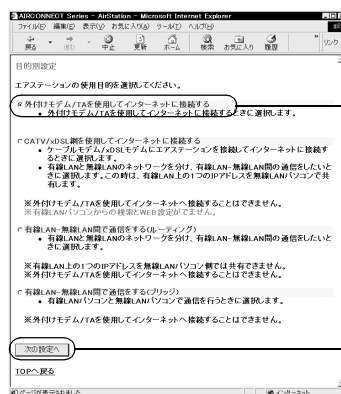 AIRCONNECT Series - AirStation - Microsoft Internet Explorer
ファイル(F) 編集(E) 表示(V) お気に入り(A) ツール(T) ヘルプ(H)
戻る 進む 中止 更新 ホーム 検索 お気に入り 履歴 » リンク
目的別設定
エアステーションの使用目的を選択してください。
外付けモデム/TAを使用してインターネットに接続する
• 外付けモデム/TAを使用してインターネットに接続するときに選択します。
CATV/xDSL網を使用してインターネットに接続する
• ケーブルモデム/xDSLモデムにエアステーションを接続してインターネットに接続す
るときに選択します。
• 有線LANと無線LANのネットワークを分け、有線LAN-無線LAN間の通信をしたいと
きに選択します。この時は、有線LAN上の1つのIPアドレスを無線LANパソコンで共
有します。
※外付けモデム/TAを使用してインターネットへ接続することはできません。
※有線LANパソコンからの検索とWEB設定ができません。
有線LAN-無線LAN間で通信をする(ルーティング)
• 有線LANと無線LANのネットワークを分け、有線LAN-無線LAN間の通信をしたいと
きに選択します。
※有線LAN上の1つのIPアドレスを無線LANパソコン側では共有できません。
※外付けモデム/TAを使用してインターネットへ接続することはできません。
有線LAN-無線LAN間で通信をする(ブリッジ)
• 有線LANパソコンと無線LANパソコンで通信を行うときに選択します。
※外付けモデム/TAを使用してインターネットへ接続することはできません。
次の設定へ
TOPへ戻る
ページが表示されました
インターネット